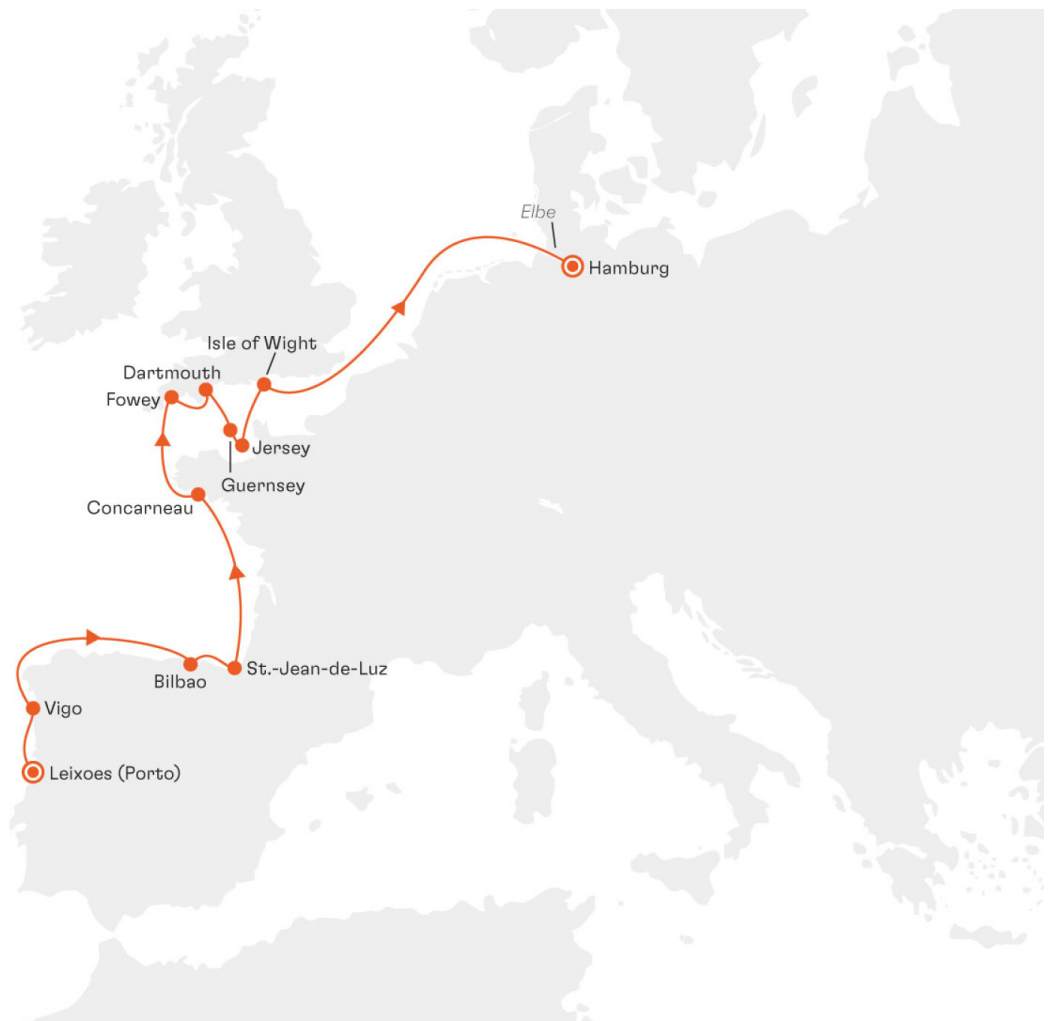 Elbe
Hamburg
Isle of Wight
Dartmouth
Fowey
Jersey
Guernsey
Concarneau
St.-Jean-de-Luz
Bilbao
Vigo
Leixoes (Porto)